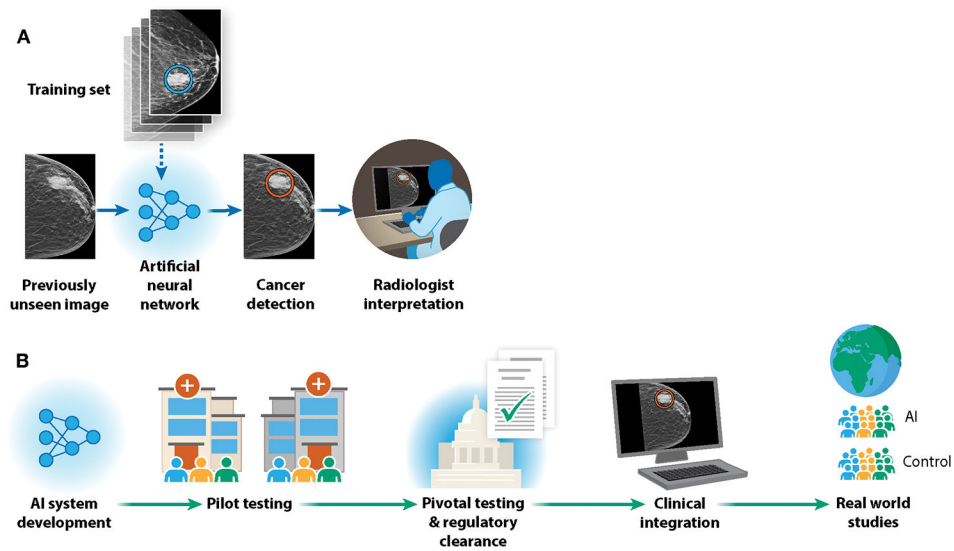 A
Training set
Previously
unseen image
Artificial
neural
network
Cancer
detection
Radiologist
interpretation
B
AI
Control
AI system
development
Pilot testing
Pivotal testing
& regulatory
clearance
Clinical
integration
Real world
studies